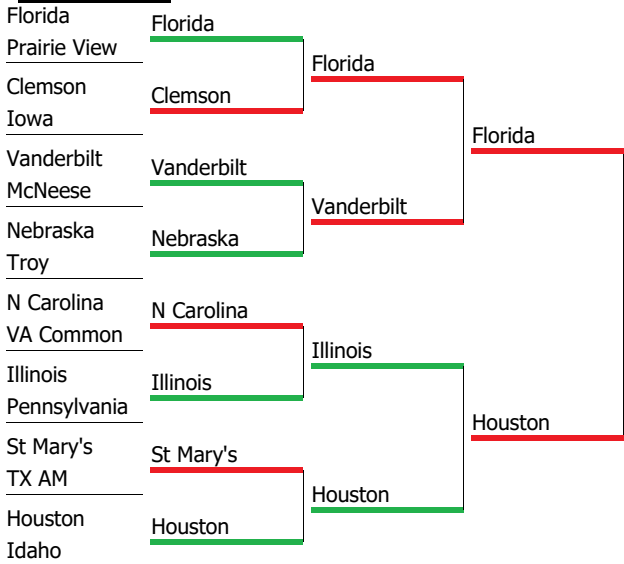 Florida
Prairie View
Clemson
Iowa
Vanderbilt
McNeese
Nebraska
Troy
N Carolina
VA Common
Illinois
Pennsylvania
St Mary's
TX AM
Houston
Idaho
Florida
Clemson
Vanderbilt
Nebraska
N Carolina
Illinois
St Mary's
Houston
Florida
Vanderbilt
Illinois
Houston
Florida
Houston